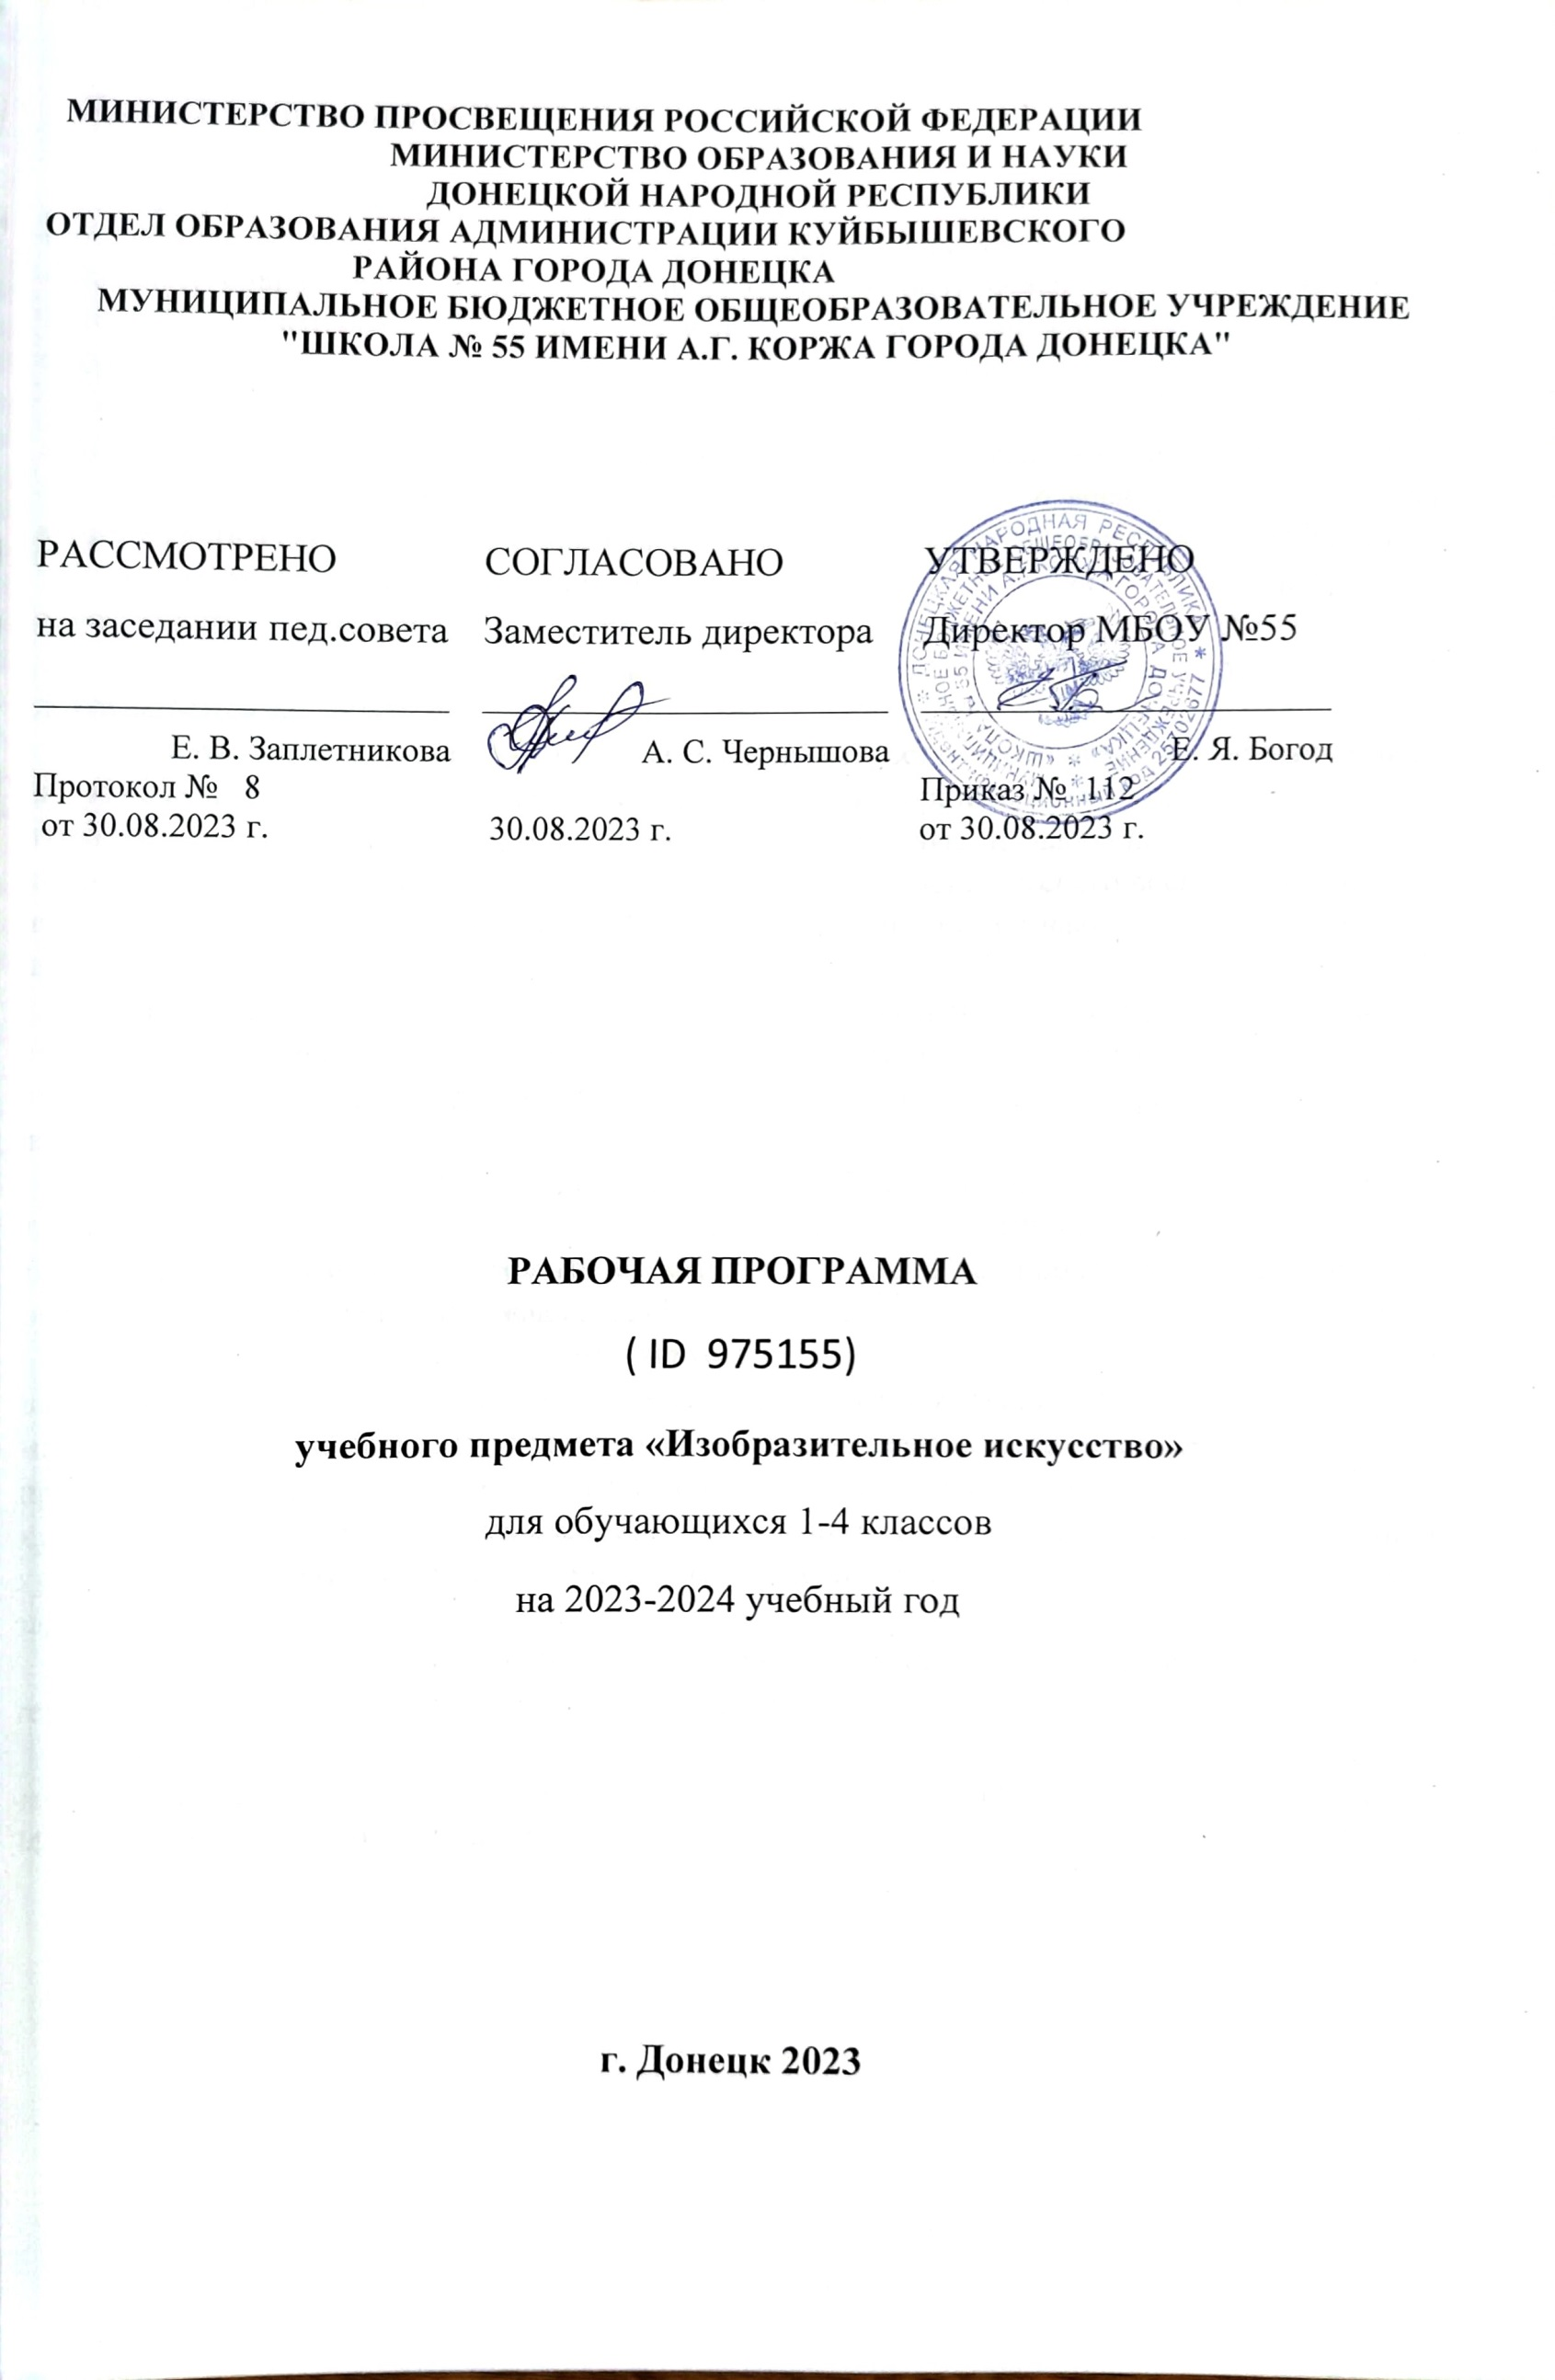 МИНИСТЕРСТВО ПРОСВЕЩЕНИЯ РОССИЙСКОЙ ФЕДЕРАЦИИ
МИНИСТЕРСТВО ОБРАЗОВАНИЯ И НАУКИ
ДОНЕЦКОЙ НАРОДНОЙ РЕСПУБЛИКИ
ОТДЕЛ ОБРАЗОВАНИЯ АДМИНИСТРАЦИИ КУЙБЫШЕВСКОГО
РАЙОНА ГОРОДА ДОНЕЦКА
МУНИЦИПАЛЬНОЕ БЮДЖЕТНОЕ ОБЩЕОБРАЗОВАТЕЛЬНОЕ УЧРЕЖДЕНИЕ
"ШКОЛА № 55 ИМЕНИ А.Г. КОРЖА ГОРОДА ДОНЕЦКА"
РАССМОТРЕНО
на заседании пед.совета
Е. В. Заплетникова
Протокол № 8
от 30.08.2023 г.
СОГЛАСОВАНО
Заместитель директора
А. С. Чернышова
30.08.2023 г.
УТВЕРЖДЕНО
Директор МБОУ №55
Е. Я. Богод
Приказ № 112
от 30.08.2023 г.
ДОНЕЦКАЯ НАРОДНАЯ РЕСПУБЛИКА
РАБОЧАЯ ПРОГРАММА
( ID 975155)
учебного предмета «Изобразительное искусство»
для обучающихся 1-4 классов
на 2023-2024 учебный год
г. Донецк 2023